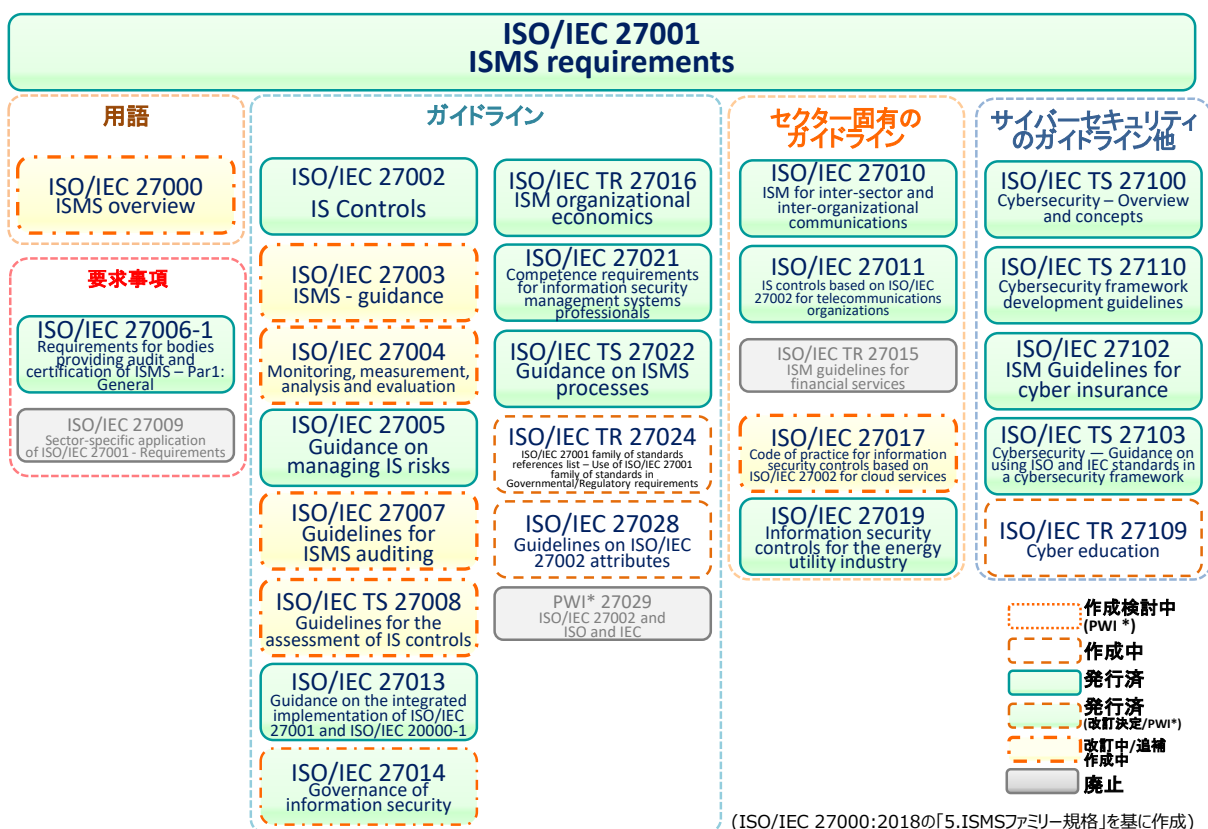 ISO/IEC 27001
ISMS requirements
用語
ISO/IEC 27000
ISMS overview
要求事項
ISO/IEC 27006-1
Requirements for bodies
providing audit and
certification of ISMS – Par1:
General
ISO/IEC 27009
Sector-specific application
of ISO/IEC 27001 - Requirements
ガイドライン
ISO/IEC 27002
IS Controls
ISO/IEC 27003
ISMS - guidance
ISO/IEC 27004
Monitoring, measurement,
analysis and evaluation
ISO/IEC 27005
Guidance on
managing IS risks
ISO/IEC 27007
Guidelines for
ISMS auditing
ISO/IEC TS 27008
Guidelines for the
assessment of IS controls
ISO/IEC 27013
Guidance on the integrated
implementation of ISO/IEC
27001 and ISO/IEC 20000-1
ISO/IEC 27014
Governance of
information security
ISO/IEC TR 27016
ISM organizational
economics
ISO/IEC 27021
Competence requirements
for information security
management systems
professionals
ISO/IEC TS 27022
Guidance on ISMS
processes
ISO/IEC TR 27024
ISO/IEC 27001 family of standards
references list – Use of ISO/IEC 27001
family of standards in
Governmental/Regulatory requirements
ISO/IEC 27028
Guidelines on ISO/IEC
27002 attributes
PWI* 27029
ISO/IEC 27002 and
ISO and IEC
セクター固有の
ガイドライン
ISO/IEC 27010
ISM for inter-sector and
inter-organizational
communications
ISO/IEC 27011
IS controls based on ISO/IEC
27002 for telecommunications
organizations
ISO/IEC TR 27015
ISM guidelines for
financial services
ISO/IEC 27017
Code of practice for information
security controls based on
ISO/IEC 27002 for cloud services
ISO/IEC 27019
Information security
controls for the energy
utility industry
サイバーセキュリティ
のガイドライン他
ISO/IEC TS 27100
Cybersecurity – Overview
and concepts
ISO/IEC TS 27110
Cybersecurity framework
development guidelines
ISO/IEC 27102
ISM Guidelines for
cyber insurance
ISO/IEC TS 27103
Cybersecurity — Guidance on
using ISO and IEC standards in
a cybersecurity framework
ISO/IEC TR 27109
Cyber education
作成検討中
(PWI *)
作成中
発行済
発行済
(改訂決定/PWI*)
改訂中/追補
作成中
廃止
(ISO/IEC 27000:2018の「5.ISMSファミリー規格」を基に作成)